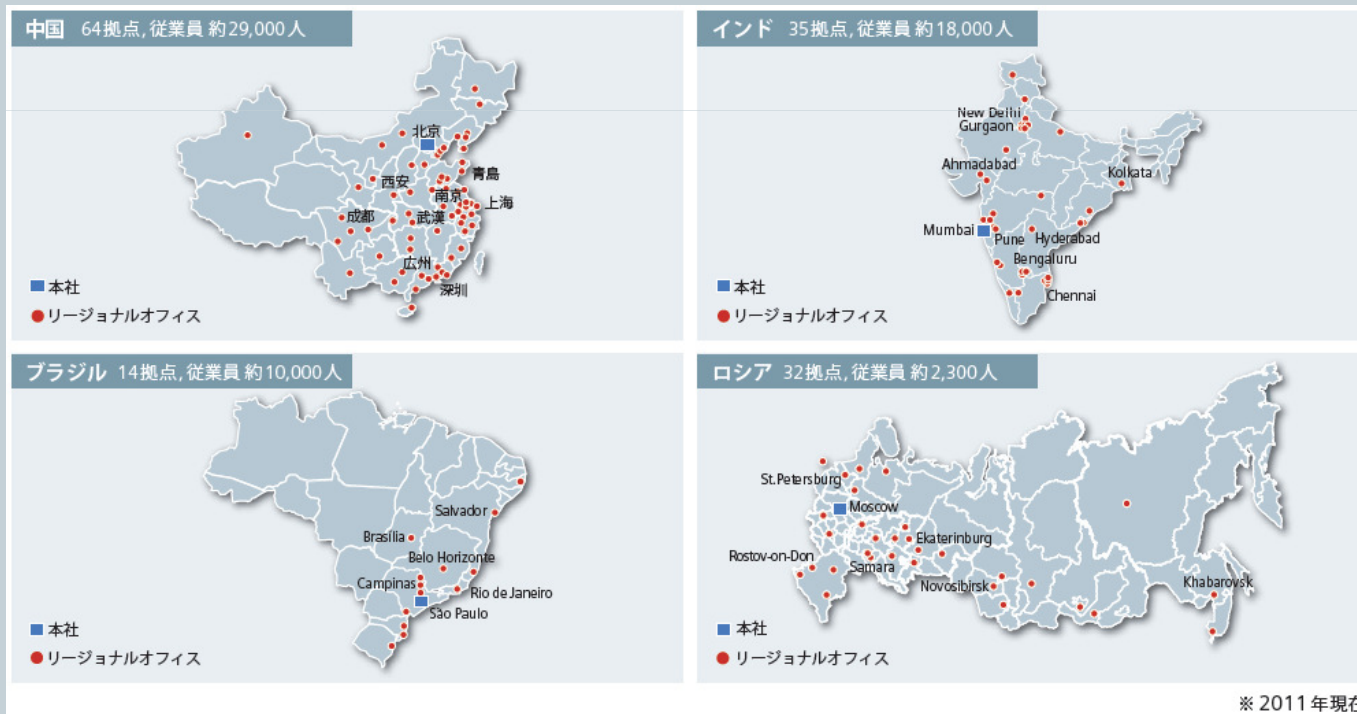 中国 64拠点, 従業員 約29,000人
北京
青島
西安
南京
上海
成都
武漢
広州
深圳
本社
リージョナルオフィス
インド 35拠点, 従業員 約18,000人
New Delhi
Gurgaon
Ahmadabad
Kolkata
Mumbai
Pune
Hyderabad
Bengaluru
Chennai
本社
リージョナルオフィス
ブラジル 14拠点, 従業員 約10,000人
Salvador
Brasília
Belo Horizonte
Campinas
Rio de Janeiro
São Paulo
本社
リージョナルオフィス
ロシア 32拠点, 従業員 約2,300人
St.Petersburg
Moscow
Ekaterinburg
Rostov-on-Don
Samara
Novosibirsk
Khabarovsk
本社
リージョナルオフィス
※ 2011年現在